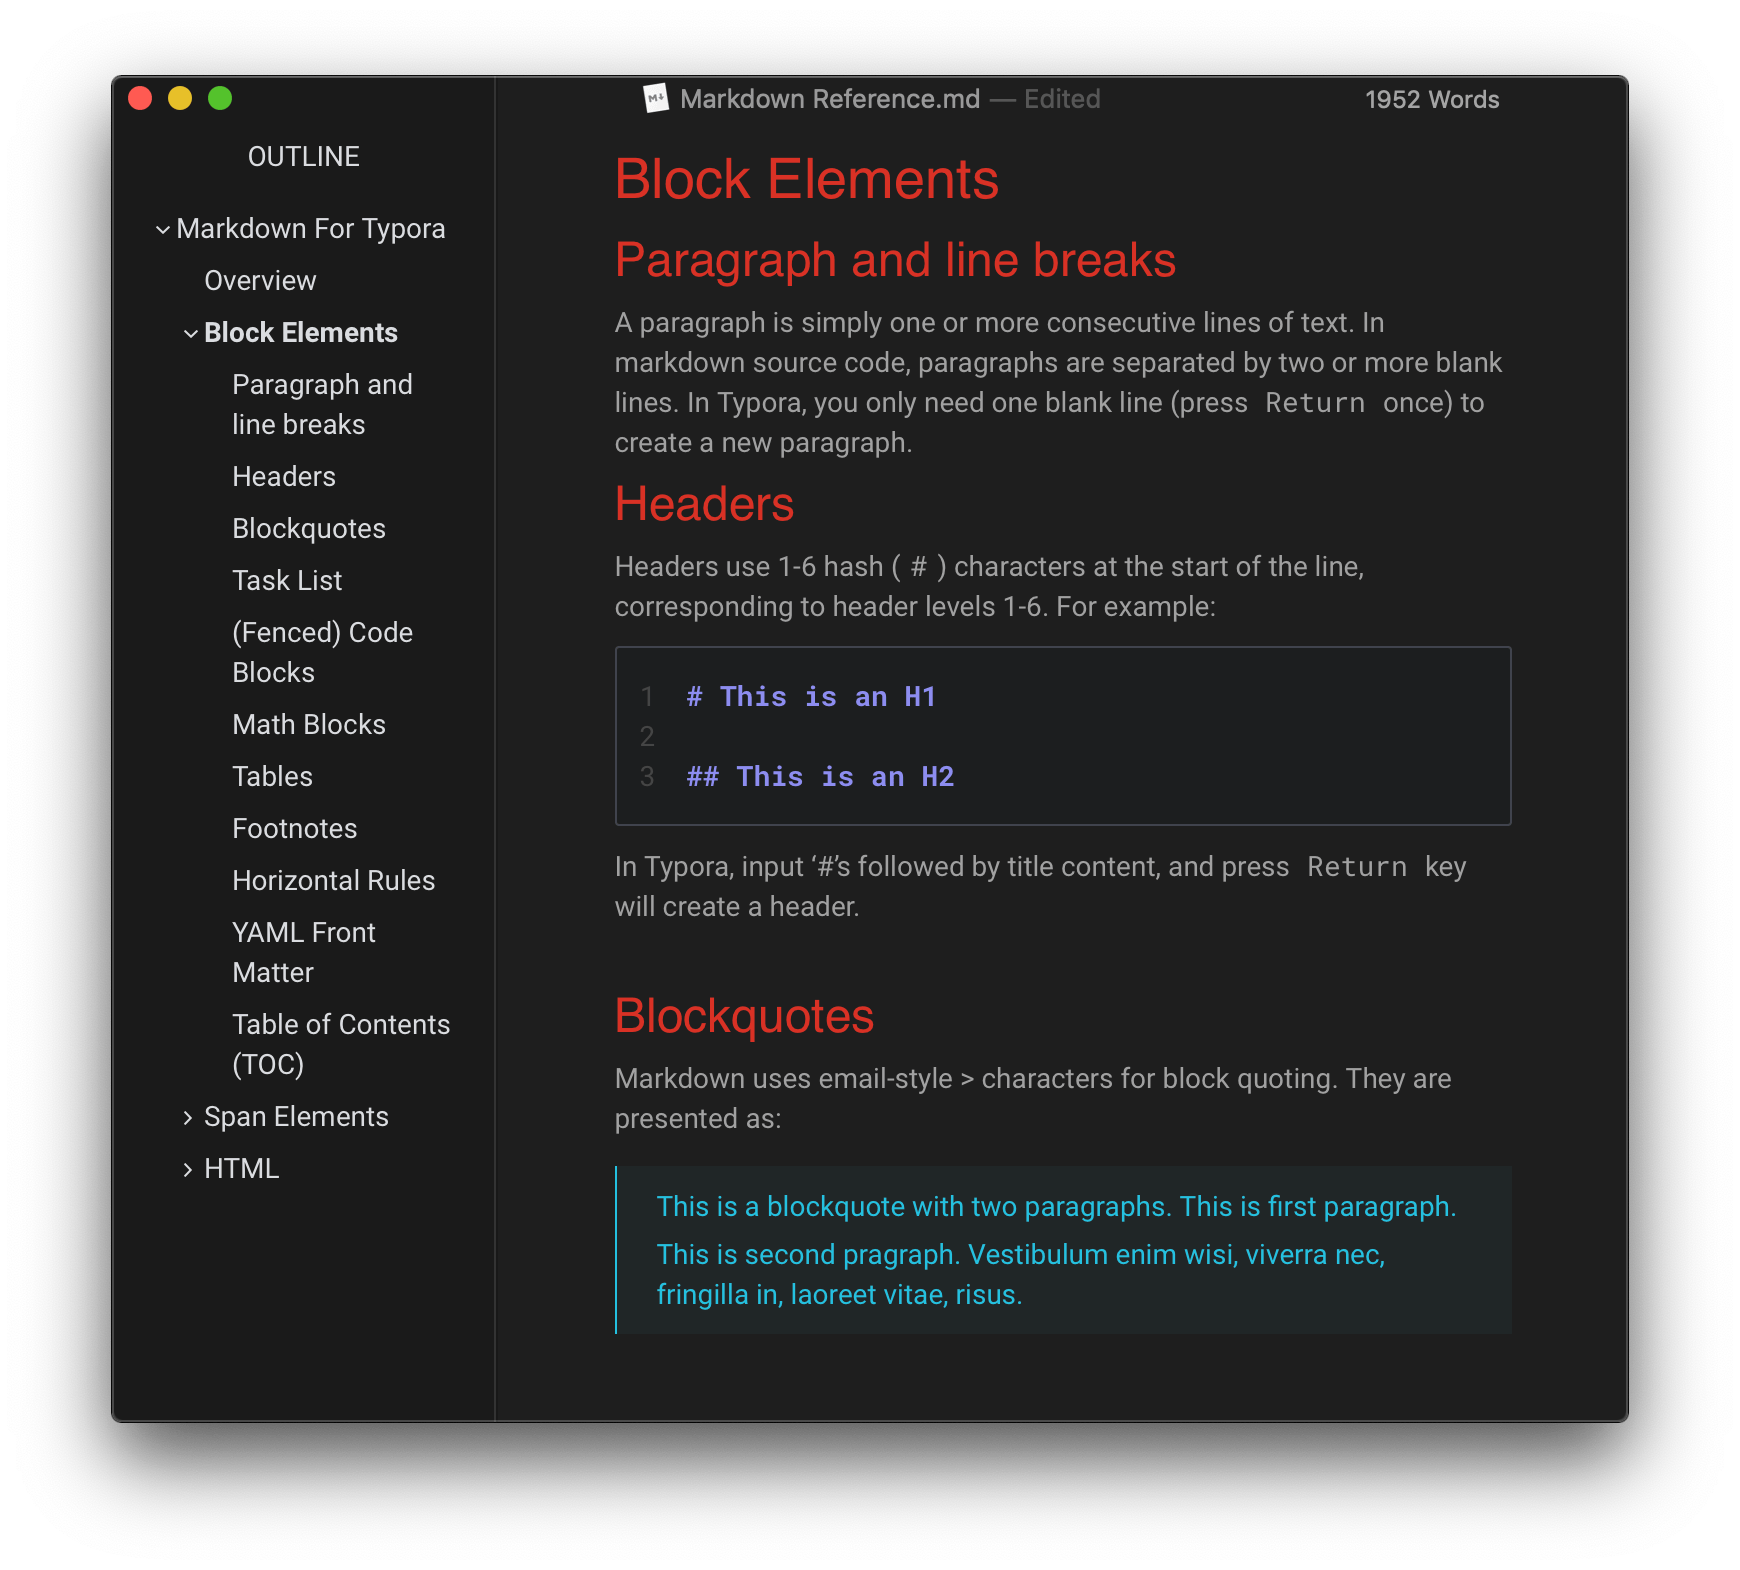 Markdown Reference.md — Edited
1952 Words
OUTLINE
Markdown For Typora
Overview
Block Elements
Paragraph and
line breaks
Headers
Blockquotes
Task List
(Fenced) Code
Blocks
Math Blocks
Tables
Footnotes
Horizontal Rules
YAML Front
Matter
Table of Contents
(TOC)
Span Elements
HTML
Block Elements
Paragraph and line breaks
A paragraph is simply one or more consecutive lines of text. In
markdown source code, paragraphs are separated by two or more blank
lines. In Typora, you only need one blank line (press Return once) to
create a new paragraph.
Headers
Headers use 1-6 hash ( # ) characters at the start of the line,
corresponding to header levels 1-6. For example:
1 # This is an H1
2
3 ## This is an H2
In Typora, input ‘#’s followed by title content, and press Return key
will create a header.
Blockquotes
Markdown uses email-style > characters for block quoting. They are
presented as:
This is a blockquote with two paragraphs. This is first paragraph.
This is second pragraph. Vestibulum enim wisi, viverra nec,
fringilla in, laoreet vitae, risus.